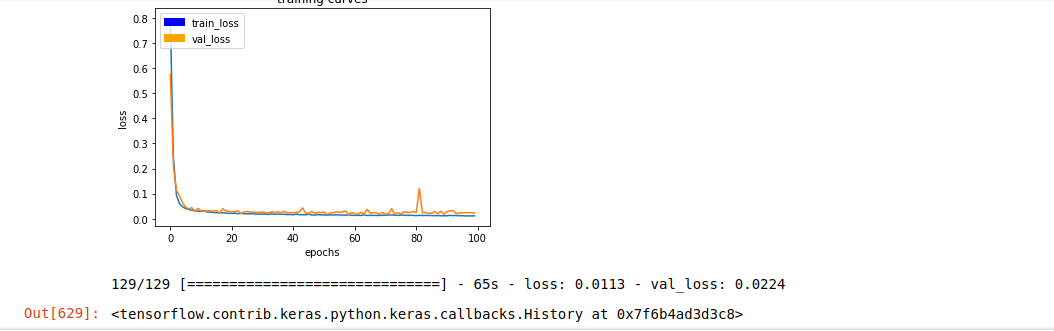 training curves
train_loss
val_loss
0.8
0.7
0.6
0.5
0.4
0.3
0.2
0.1
0.0
loss
0 20 40 60 80 100
epochs
129/129 [==============================] - 65s - loss: 0.0113 - val_loss: 0.0224
Out[629]: <tensorflow.contrib.keras.python.keras.callbacks.History at 0x7f6b4ad3d3c8>